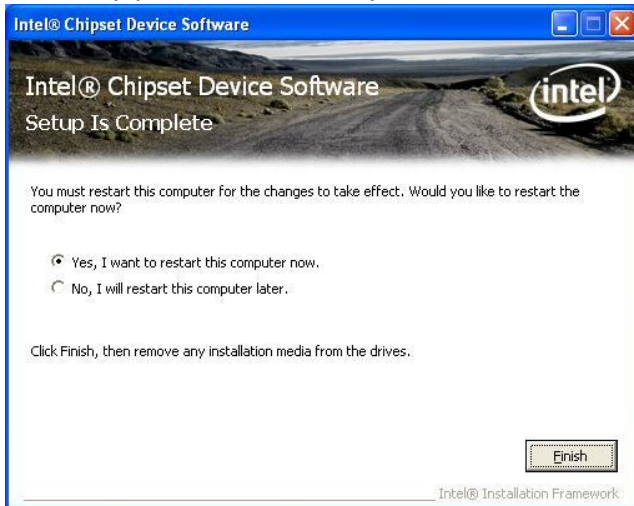 Intel® Chipset Device Software
Intel® Chipset Device Software
intel
Setup Is Complete
You must restart this computer for the changes to take effect. Would you like to restart the
computer now?
Yes, I want to restart this computer now.
No, I will restart this computer later.
Click Finish, then remove any installation media from the drives.
Finish
Intel® Installation Framework